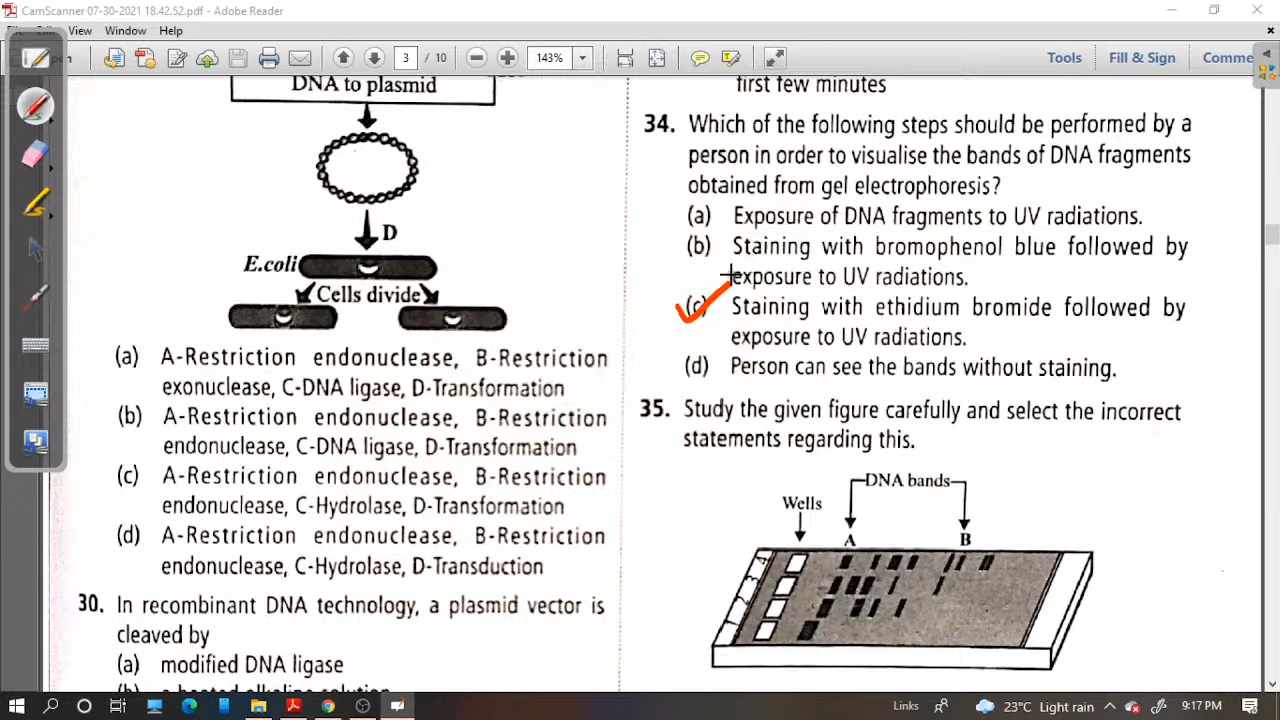 CamScanner 07-30-2021 18.42.52.pdf - Adobe Reader
View Window Help
3 / 10
143%
Tools
Fill & Sign
Comme
DNA to plasmid
D
E.coli
Cells divide
(a) A-Restriction endonuclease, B-Restriction
exonuclease, C-DNA ligase, D-Transformation
(b) A-Restriction endonuclease, B-Restriction
endonuclease, C-DNA ligase, D-Transformation
(c) A-Restriction endonuclease, B-Restriction
endonuclease, C-Hydrolase, D-Transformation
(d) A-Restriction endonuclease, B-Restriction
endonuclease, C-Hydrolase, D-Transduction
30. In recombinant DNA technology, a plasmid vector is
cleaved by
(a) modified DNA ligase
first few minutes
34. Which of the following steps should be performed by a
person in order to visualise the bands of DNA fragments
obtained from gel electrophoresis?
(a) Exposure of DNA fragments to UV radiations.
(b) Staining with bromophenol blue followed by
exposure to UV radiations.
(c) Staining with ethidium bromide followed by
exposure to UV radiations.
(d) Person can see the bands without staining.
35. Study the given figure carefully and select the incorrect
statements regarding this.
DNA bands
Wells
A
B
Links
23°C Light rain
9:17 PM